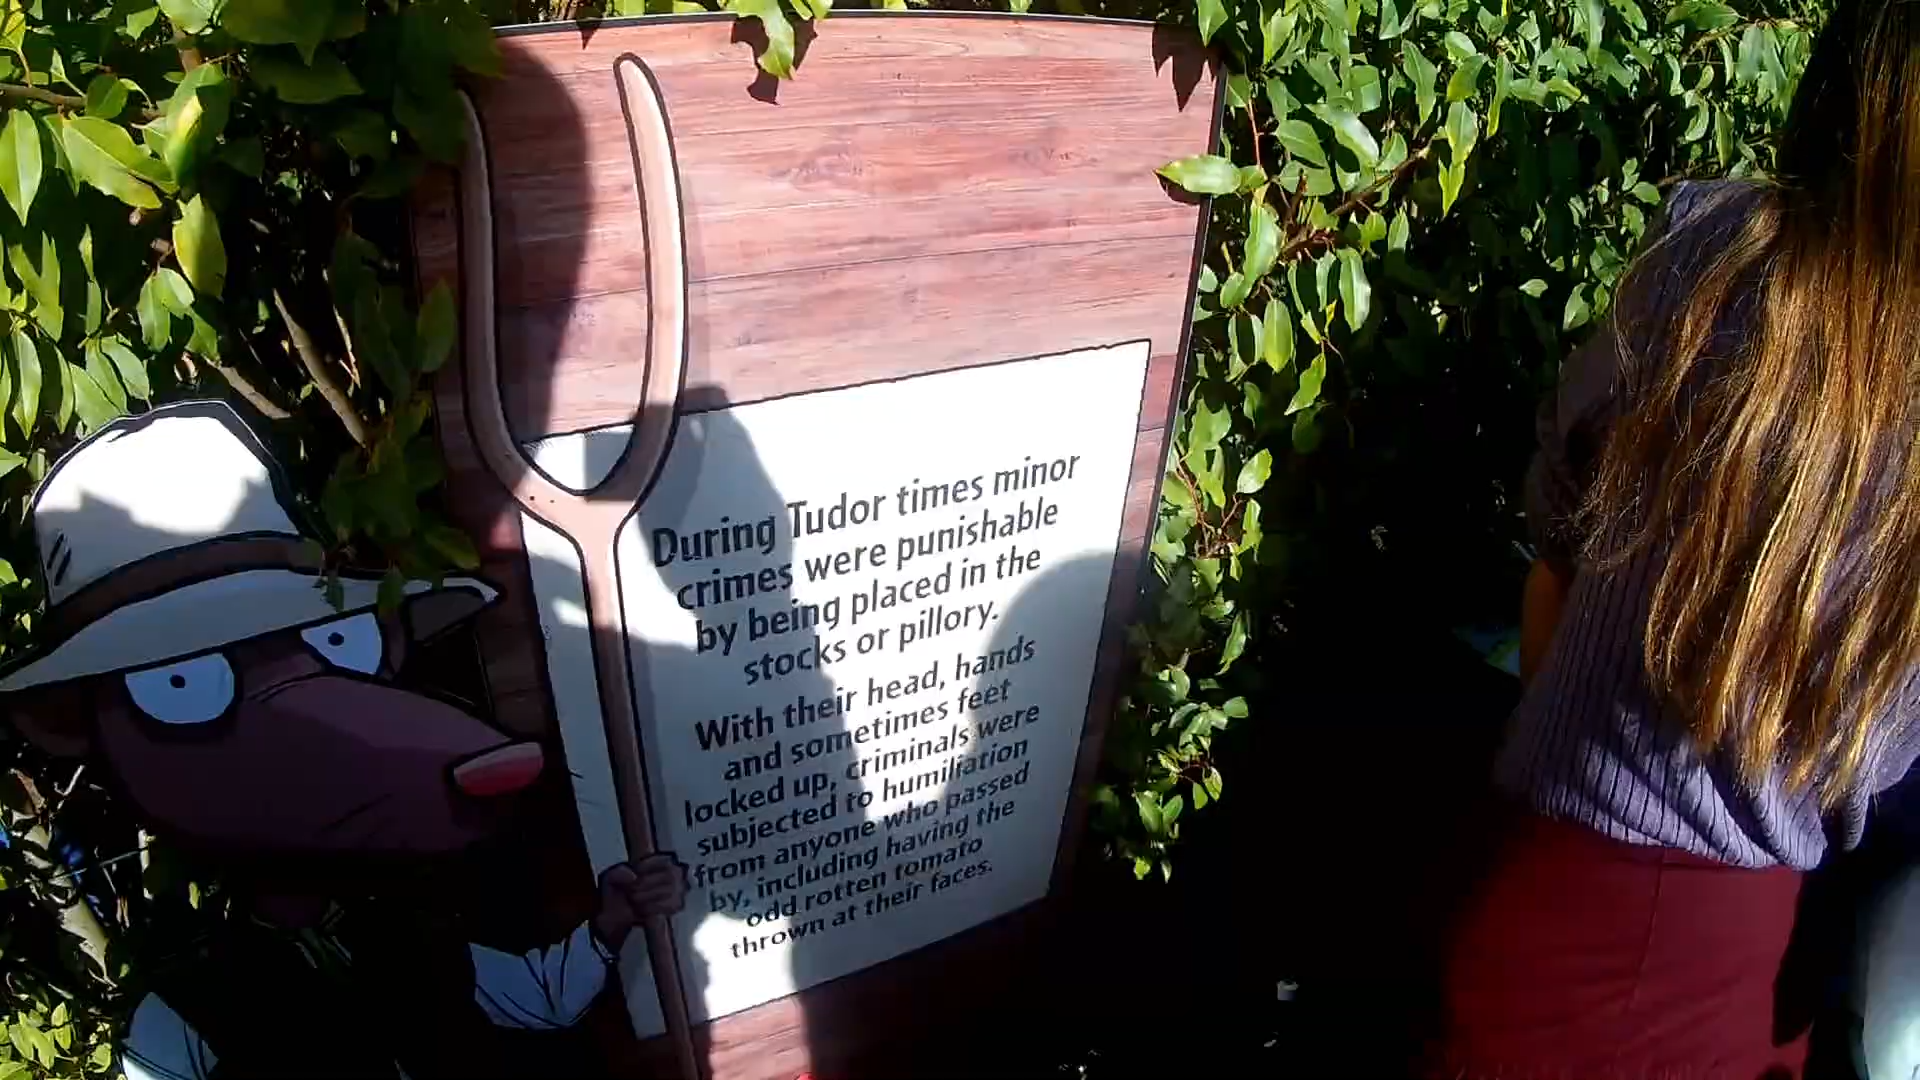 During Tudor times minor
crimes were punishable
by being placed in the
stocks or pillory.
With their head, hands
and sometimes feet
locked up, criminals were
subjected to humiliation
from anyone who passed
by, including having the
odd rotten tomato
thrown at their faces.